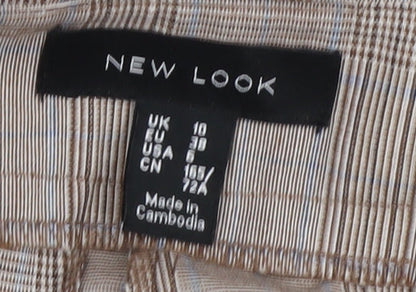 NEW LOOK
UK 10
EU 38
USA 6
CN 165/
72A
Made in
Cambodia